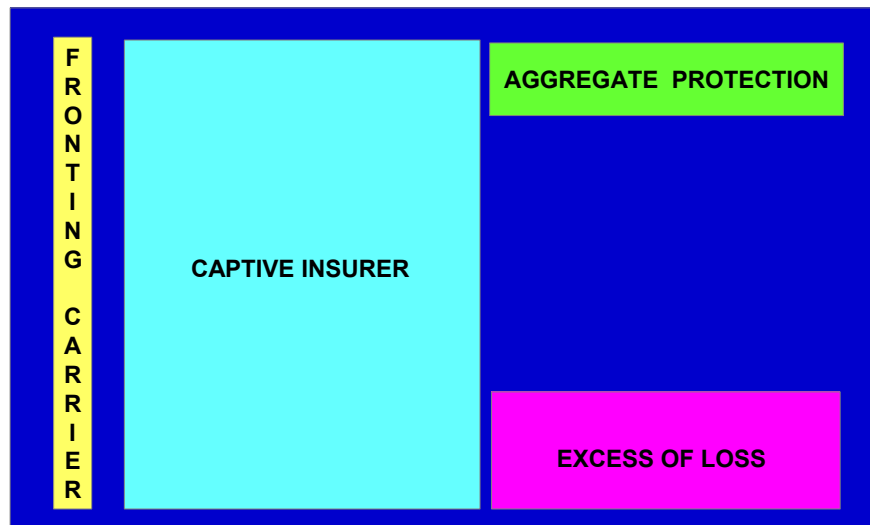 FRONTING CARRIER
CAPTIVE INSURER
AGGREGATE PROTECTION
EXCESS OF LOSS